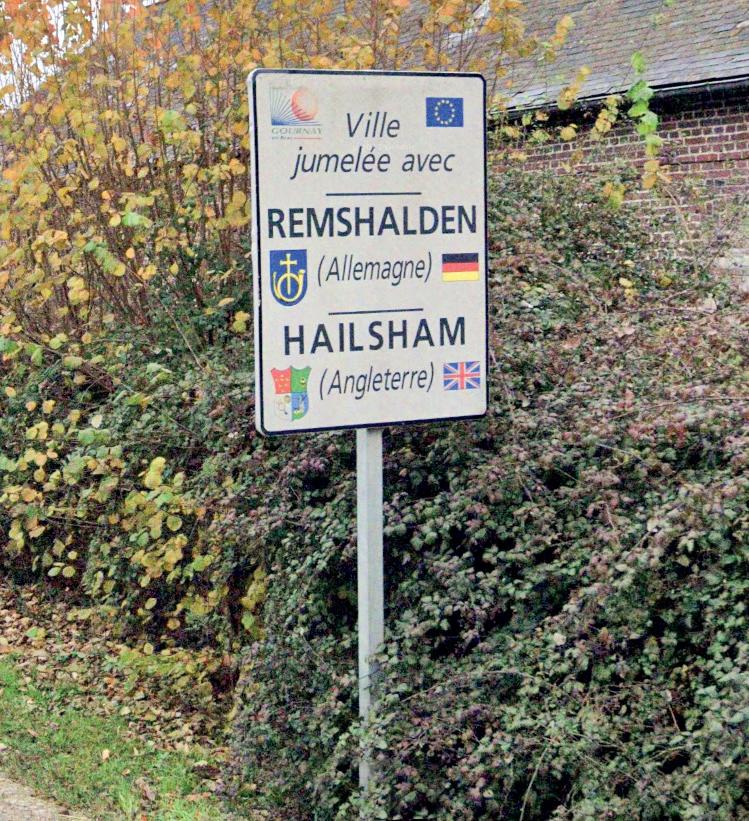 GOURNAY
Ville
jumelée avec
REMSHALDEN
(Allemagne)
HAILSHAM
(Angleterre)